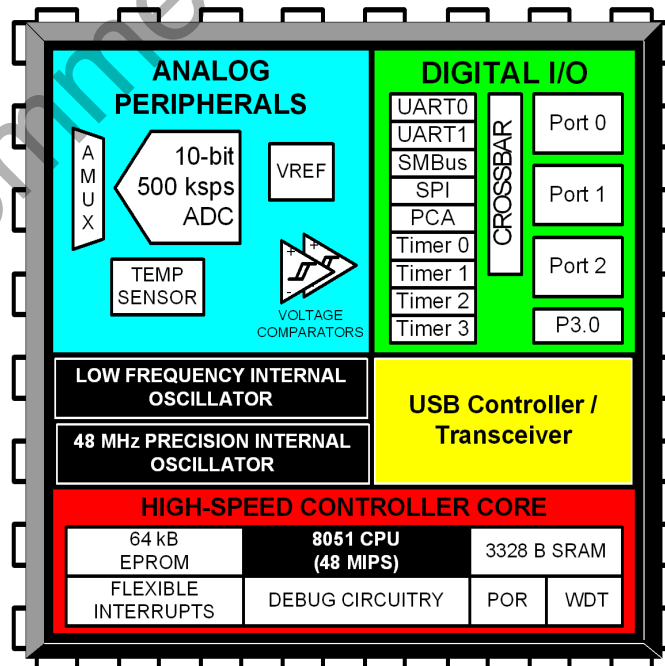 ANALOG
PERIPHERALS
A
M
U
X
10-bit
500 ksps
ADC
VREF
TEMP
SENSOR
+
+
-
-
VOLTAGE
COMPARATORS
DIGITAL I/O
UART0
UART1
SMBus
SPI
PCA
Timer 0
Timer 1
Timer 2
Timer 3
CROSSBAR
Port 0
Port 1
Port 2
P3.0
LOW FREQUENCY INTERNAL
OSCILLATOR
48 MHz PRECISION INTERNAL
OSCILLATOR
USB Controller /
Transceiver
HIGH-SPEED CONTROLLER CORE
64 kB
EPROM
8051 CPU
(48 MIPS)
3328 B SRAM
FLEXIBLE
INTERRUPTS
DEBUG CIRCUITRY
POR
WDT